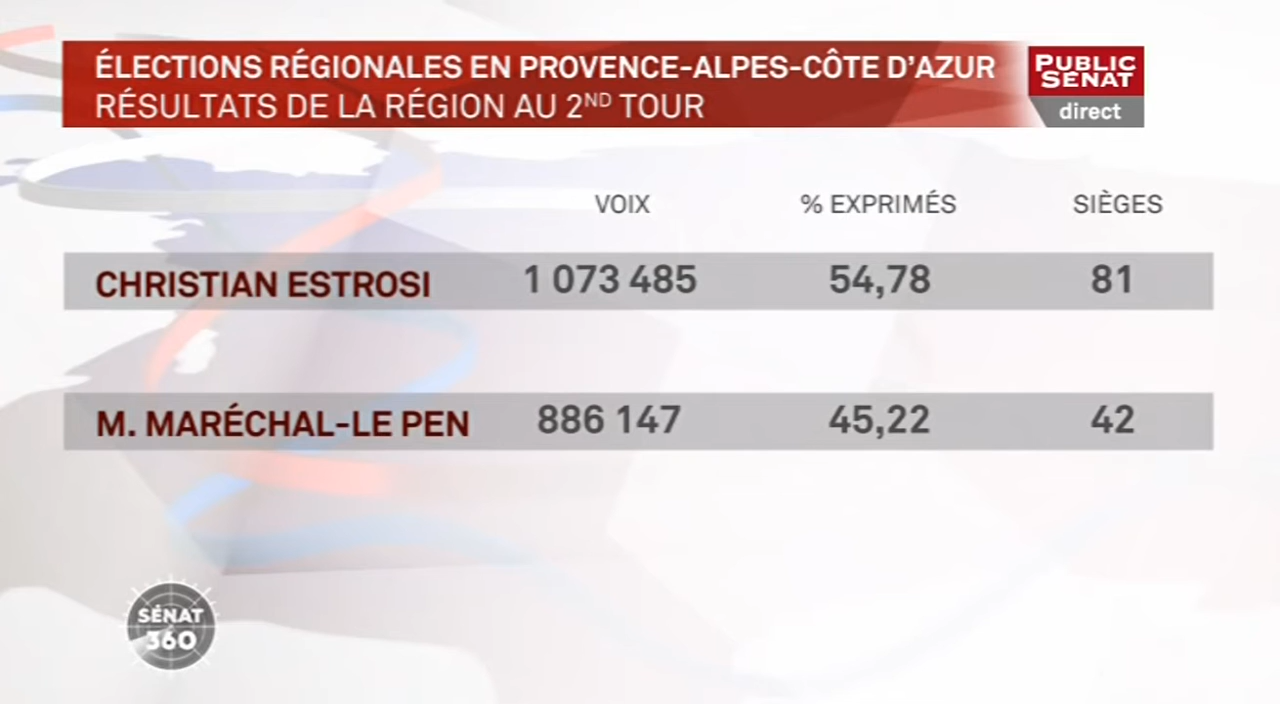 ÉLECTIONS RÉGIONALES EN PROVENCE-ALPES-CÔTE D'AZUR
RÉSULTATS DE LA RÉGION AU 2ND TOUR
PUBLIC
SÉNAT
direct
VOIX % EXPRIMÉS SIÈGES
CHRISTIAN ESTROSI 1 073 485 54,78 81
M. MARÉCHAL-LE PEN 886 147 45,22 42
SÉNAT
360